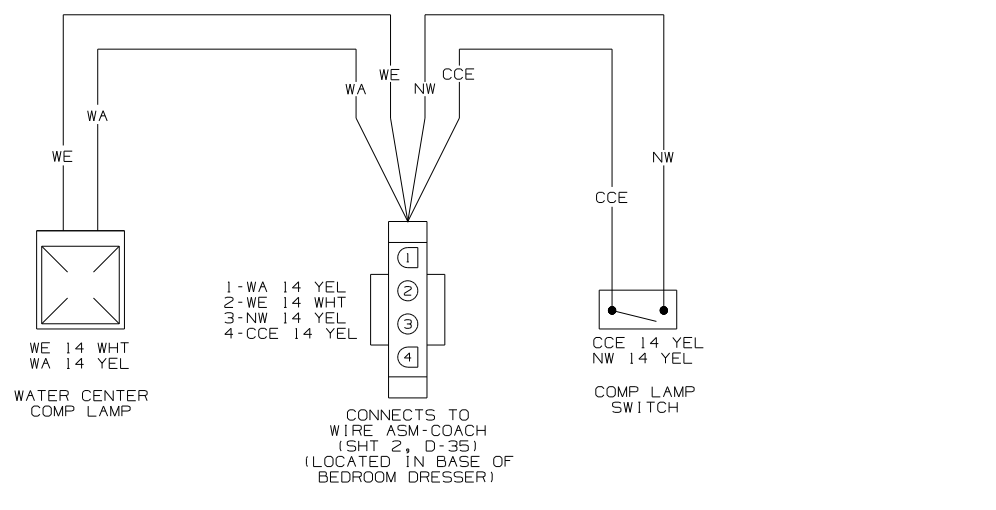 WE
WA
WA
WE
NW
CCE
NW
CCE
1
2
3
4
1-WA 14 YEL
2-WE 14 WHT
3-NW 14 YEL
4-CCE 14 YEL
WE 14 WHT
WA 14 YEL
WATER CENTER
COMP LAMP
CONNECTS TO
WIRE ASM-COACH
(SHT 2, D-35)
(LOCATED IN BASE OF
BEDROOM DRESSER)
CCE 14 YEL
NW 14 YEL
COMP LAMP
SWITCH